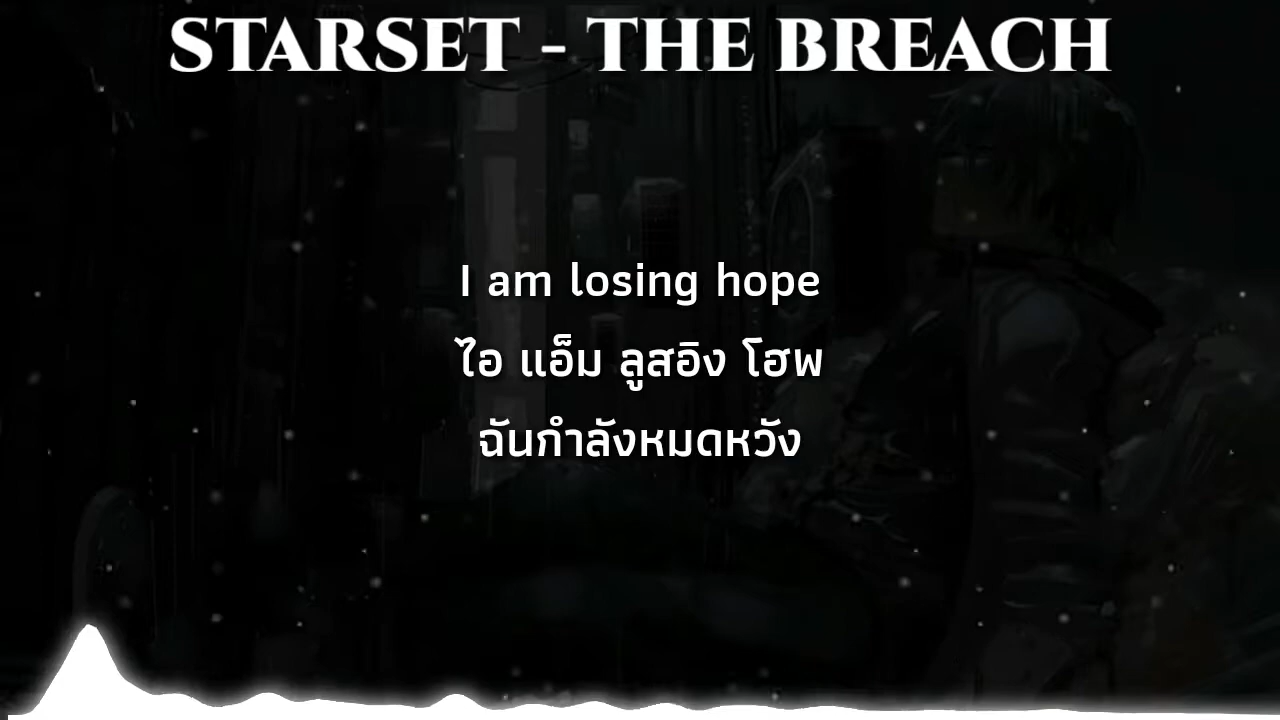 STARSET - THE BREACH
I am losing hope
ไอ แอ็ม ลูสอิง โฮพ
ฉันกำลังหมดหวัง